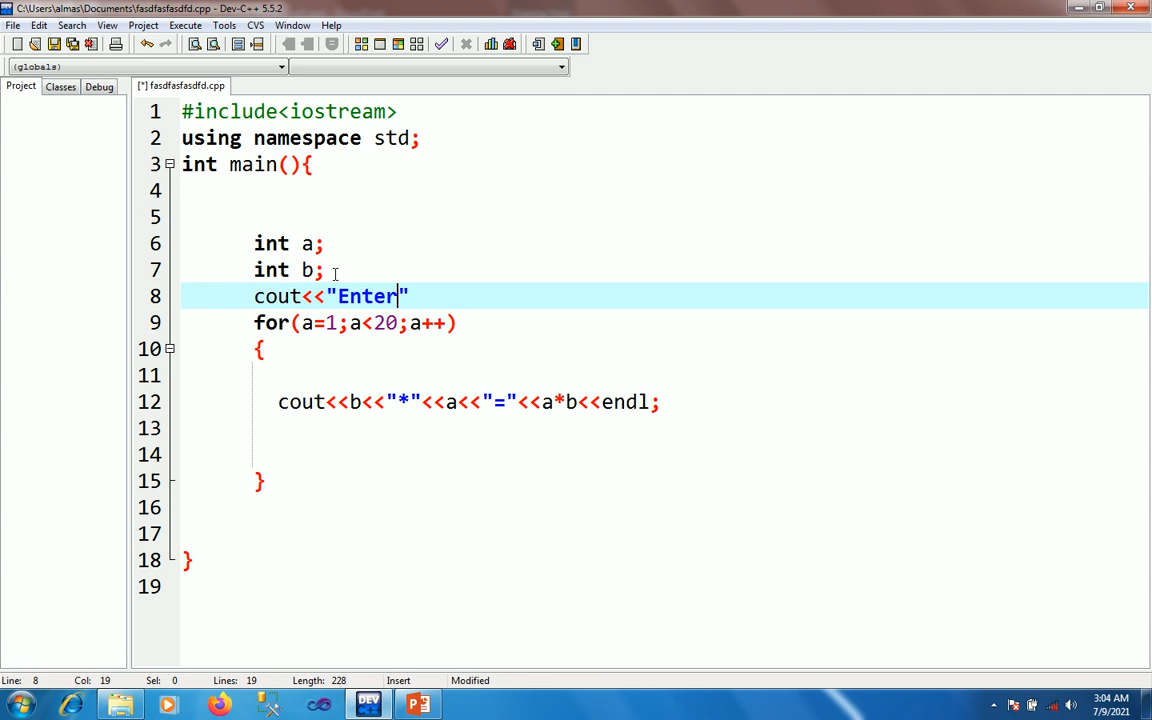 C:\Users\almas\Documents\fasdfasfasdfd.cpp - Dev-C++ 5.5.2
File Edit Search View Project Execute Tools CVS Window Help
(globals)
Project Classes Debug [*] fasdfasfasdfd.cpp
1 #include<iostream>
2 using namespace std;
3 int main(){
4
5
6 int a;
7 int b;
8 cout<<"Enter"
9 for(a=1;a<20;a++)
10 {
11
12 cout<<b<<"*"<<a<<"="<<a*b<<endl;
13
14
15 }
16
17
18 }
19
Line: 8 Col: 19 Sel: 0 Lines: 19 Length: 228 Insert Modified
DEV
3:04 AM
7/9/2021